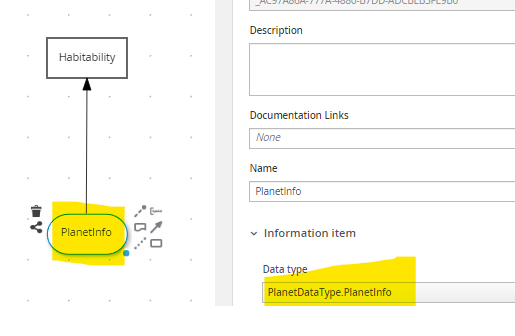 Habitability
PlanetInfo
Description
Documentation Links
None
Name
PlanetInfo
Information item
Data type
PlanetDataType.PlanetInfo